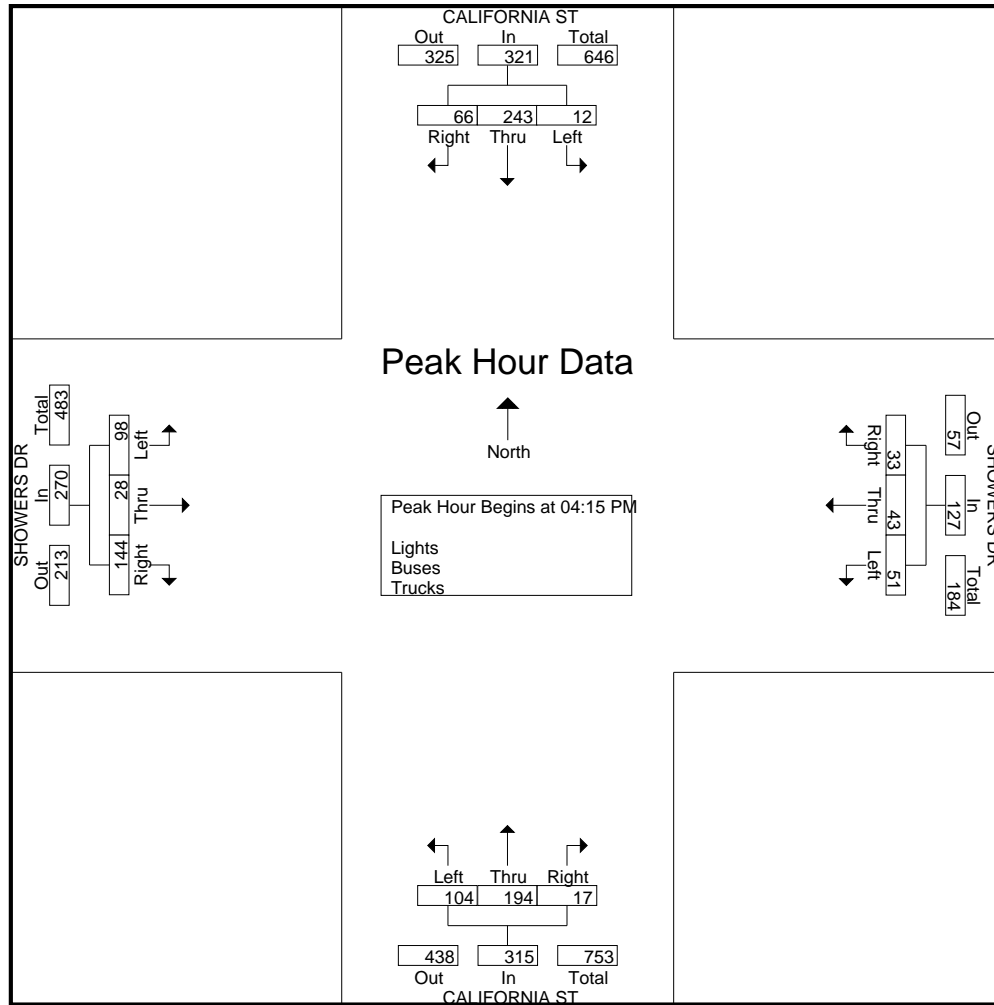 CALIFORNIA ST
Out In Total
325 321 646
66 243 12
Right Thru Left
Peak Hour Data
North
Peak Hour Begins at 04:15 PM
Lights
Buses
Trucks
SHOWERS DR
Out In Total
213 270 483
98 28 144
Left Thru Right
SHOWERS DR
Out In Total
57 127 184
33 43 51
Right Thru Left
Left Thru Right
104 194 17
438 315 753
Out In Total
CALIFORNIA ST